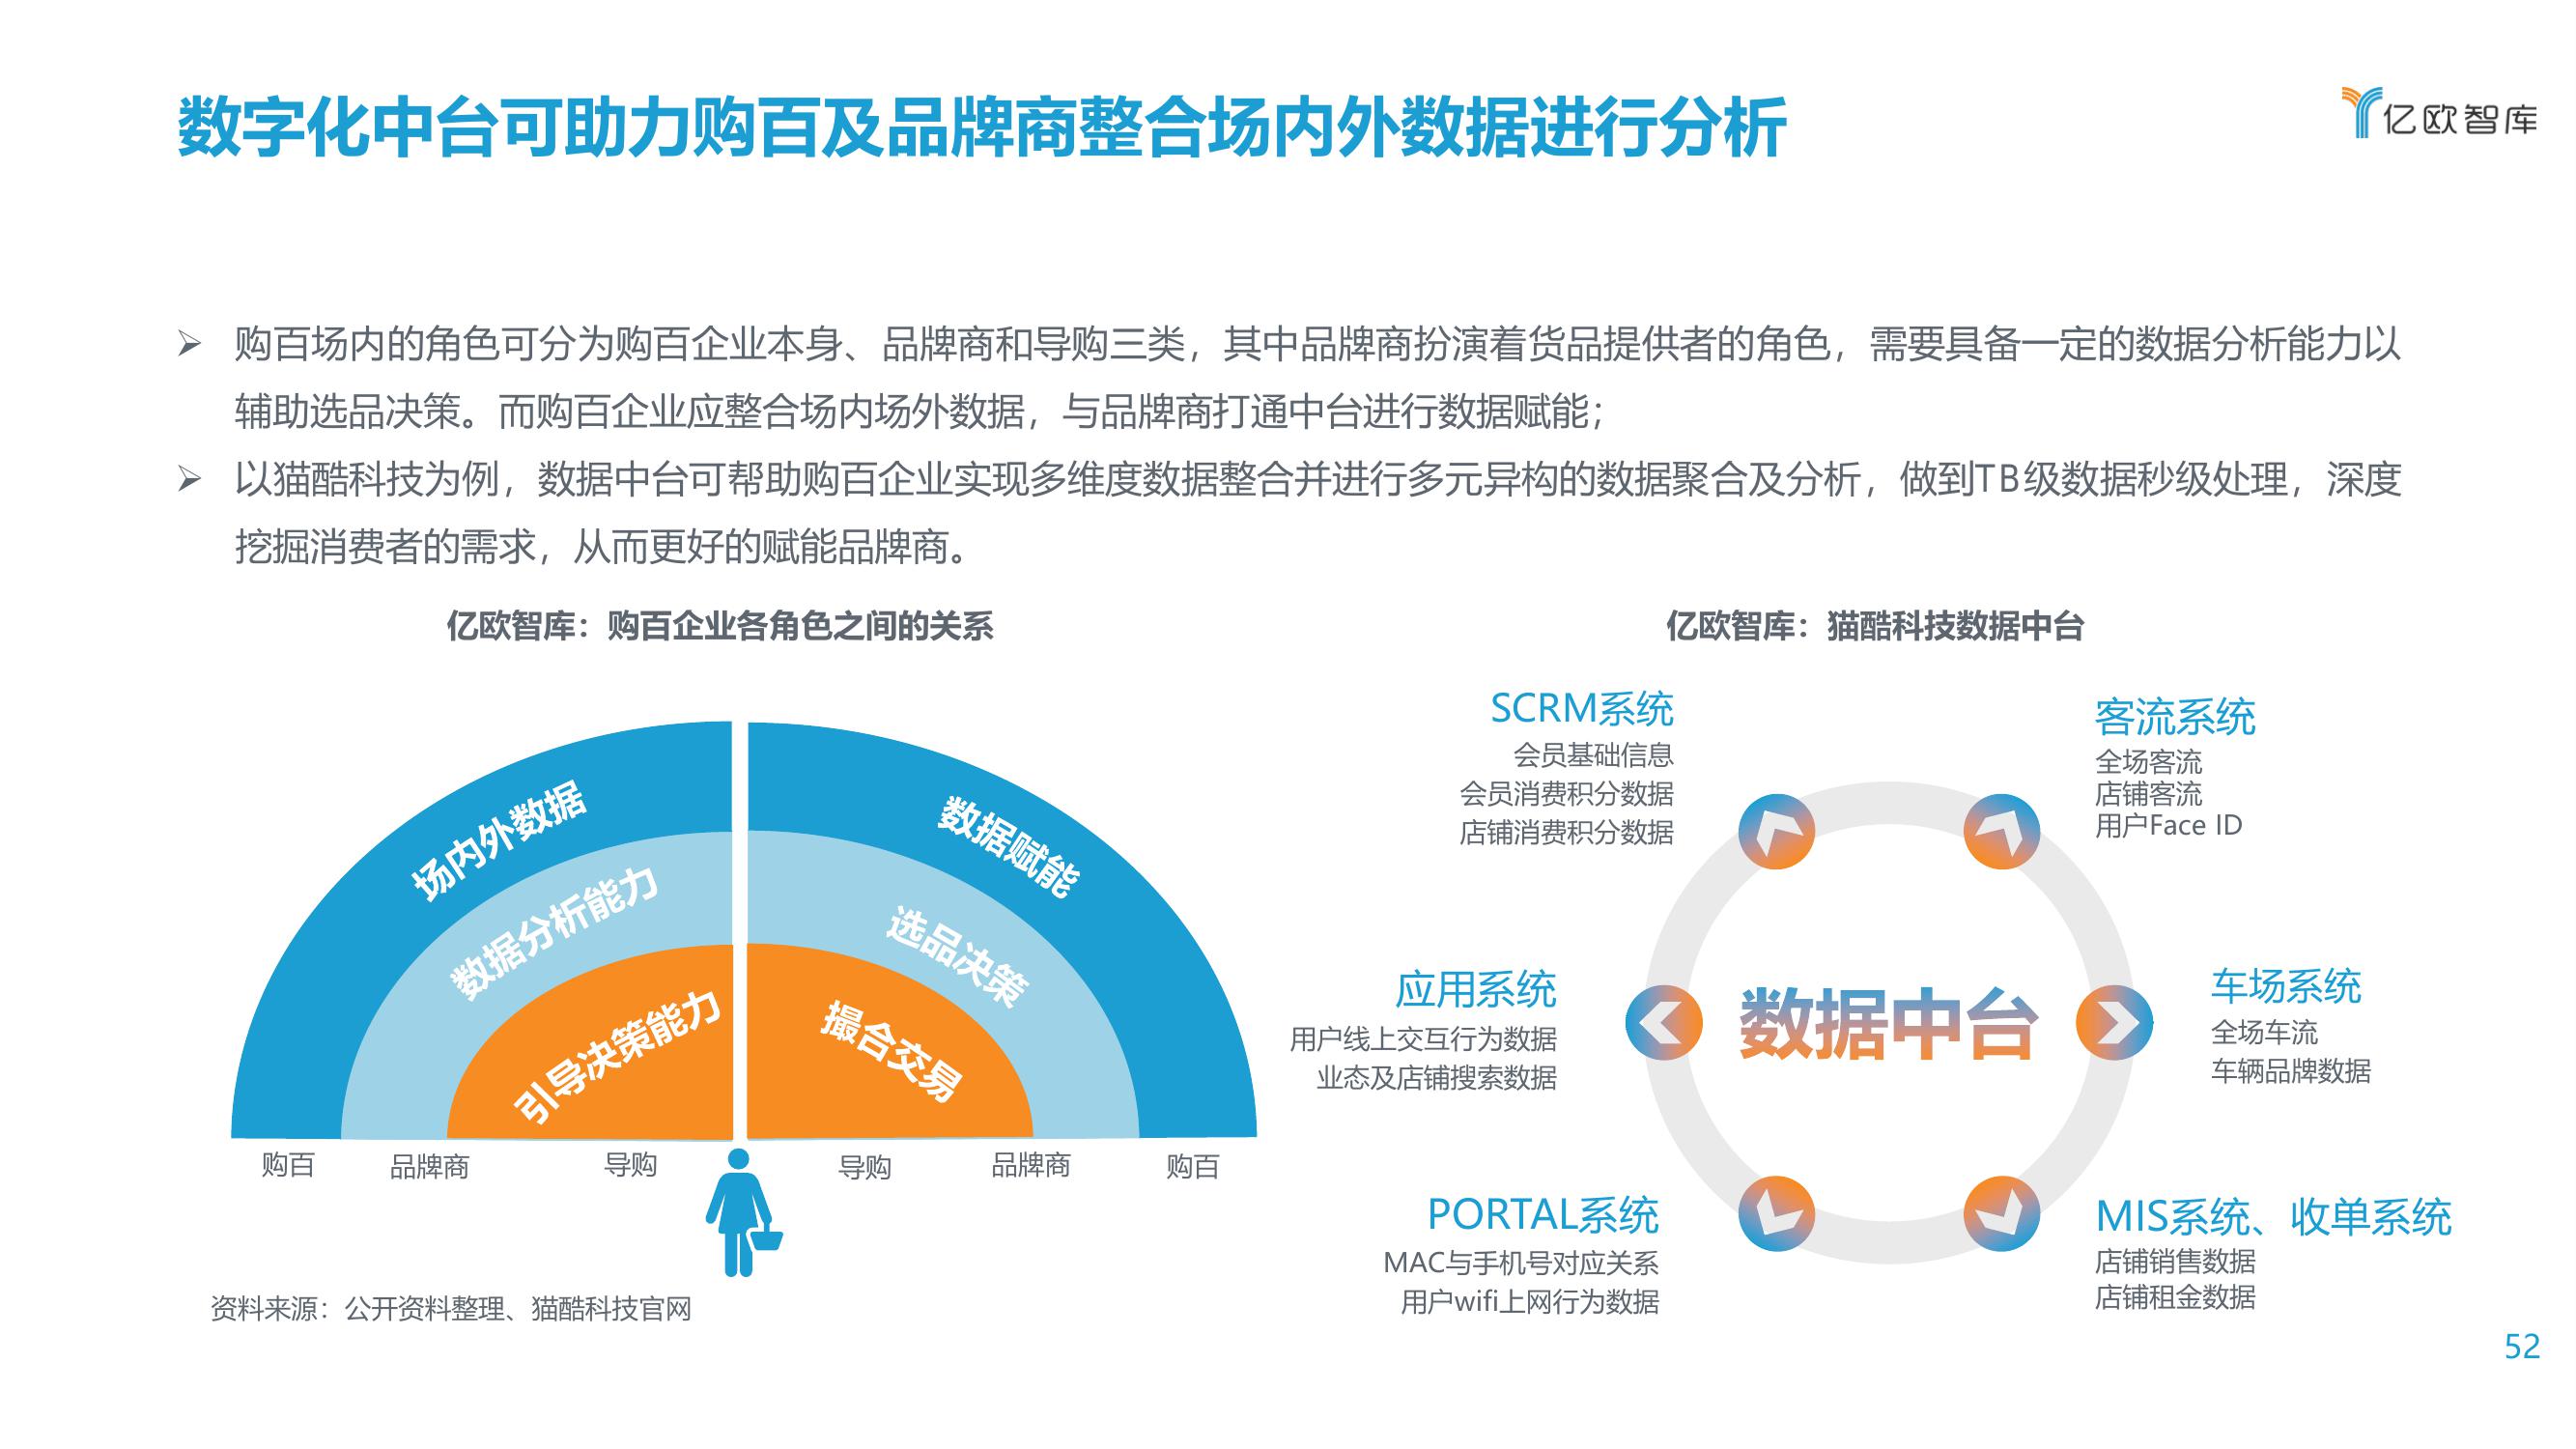 数字化中台可助力购百及品牌商整合场内外数据进行分析
亿欧智库
购百场内的角色可分为购百企业本身、品牌商和导购三类，其中品牌商扮演着货品提供者的角色，需要具备一定的数据分析能力以
辅助选品决策。而购百企业应整合场内场外数据，与品牌商打通中台进行数据赋能；
以猫酷科技为例，数据中台可帮助购百企业实现多维度数据整合并进行多元异构的数据聚合及分析，做到TB级数据秒级处理，深度
挖掘消费者的需求，从而更好的赋能品牌商。
亿欧智库：购百企业各角色之间的关系
场内外数据
数据分析能力
引导决策能力
数据赋能
选品决策
撮合交易
购百
品牌商
导购
导购
品牌商
购百
资料来源：公开资料整理、猫酷科技官网
亿欧智库：猫酷科技数据中台
SCRM系统
会员基础信息
会员消费积分数据
店铺消费积分数据
客流系统
全场客流
店铺客流
用户Face ID
应用系统
用户线上交互行为数据
业态及店铺搜索数据
数据中台
车场系统
全场车流
车辆品牌数据
PORTAL系统
MAC与手机号对应关系
用户wifi上网行为数据
MIS系统、收单系统
店铺销售数据
店铺租金数据
52